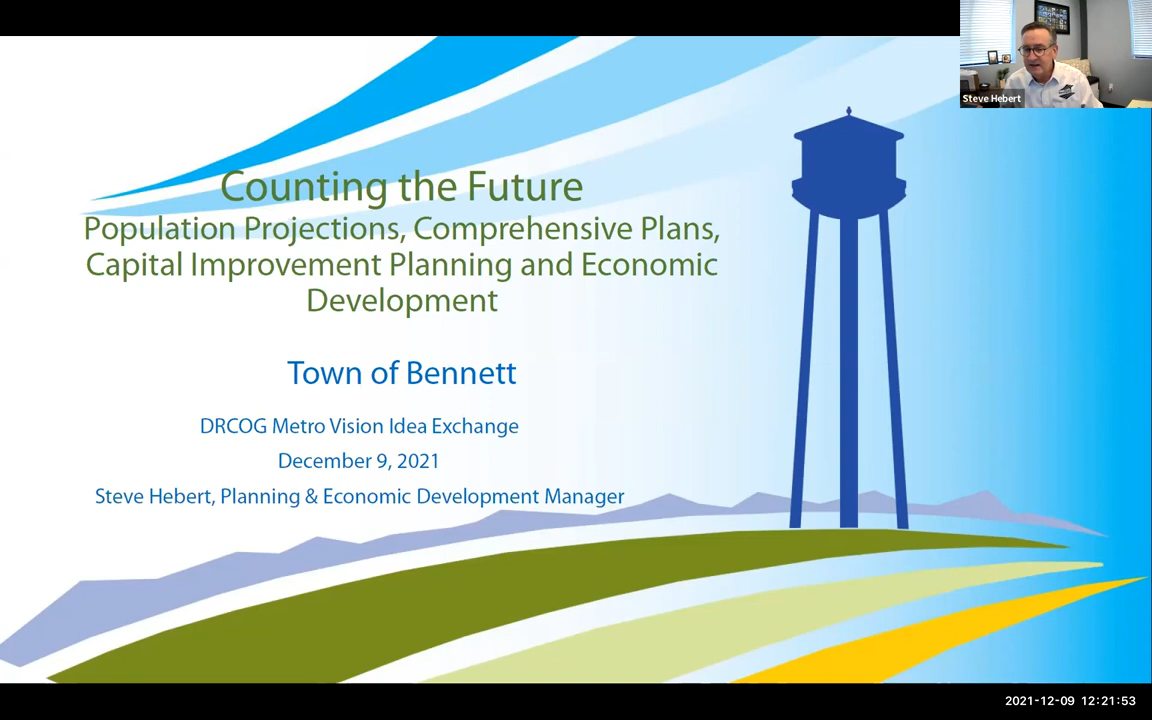 Steve Hebert
Counting the Future
Population Projections, Comprehensive Plans,
Capital Improvement Planning and Economic
Development
Town of Bennett
DRCOG Metro Vision Idea Exchange
December 9, 2021
Steve Hebert, Planning & Economic Development Manager
2021-12-09 12:21:53